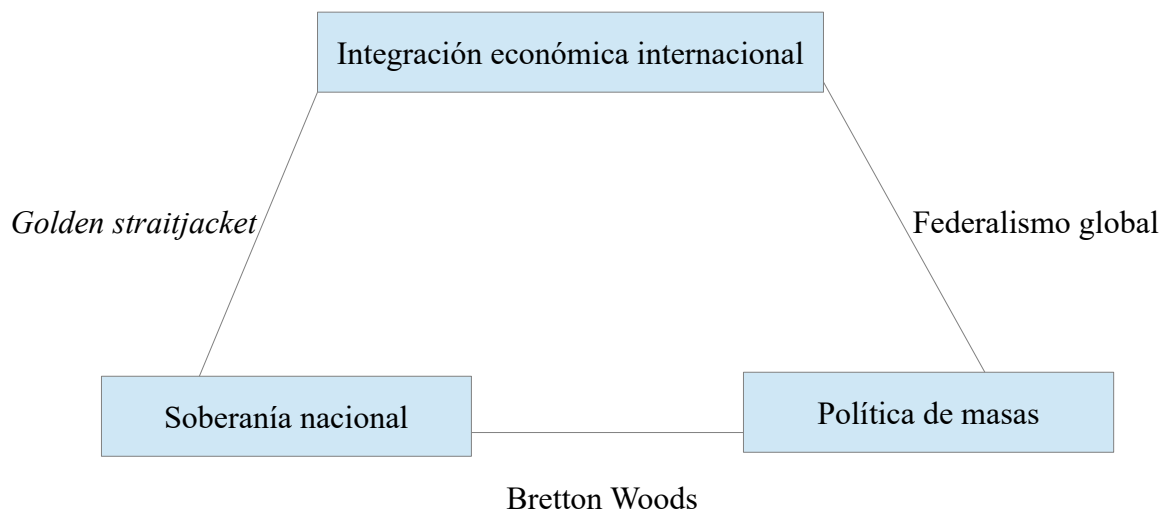 Integración económica internacional
Golden straitjacket
Federalismo global
Soberanía nacional
Política de masas
Bretton Woods